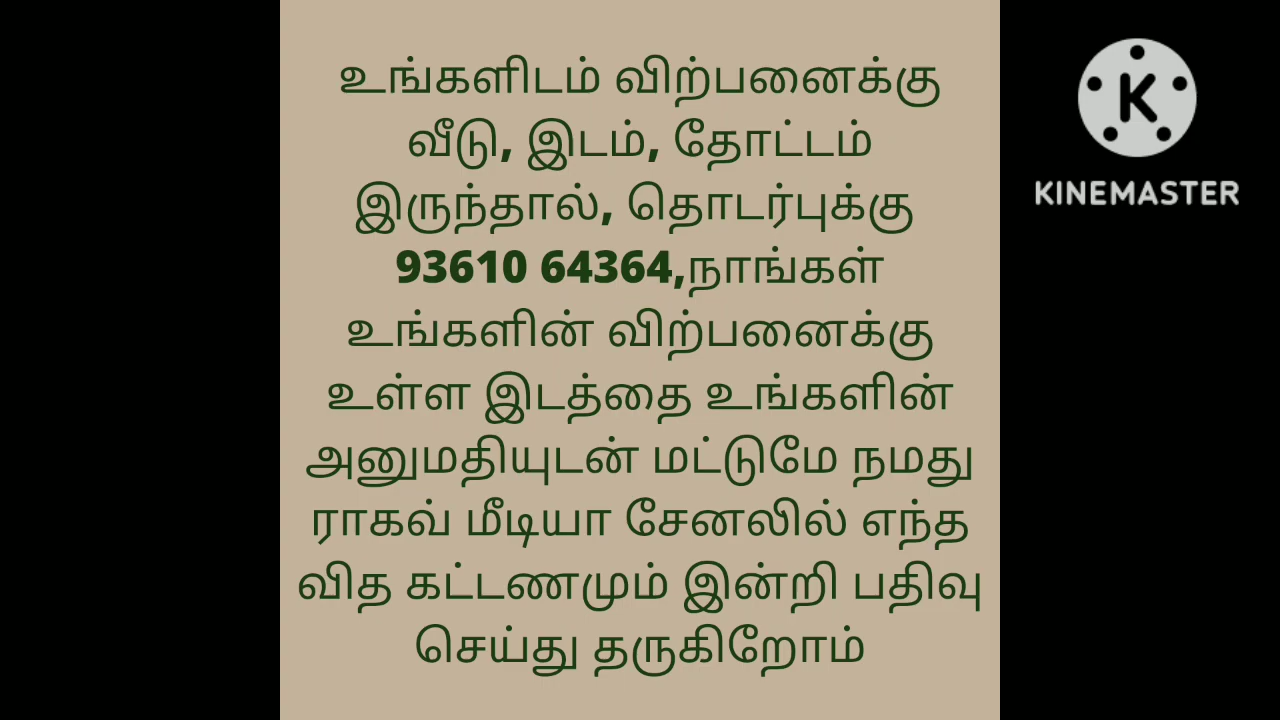 உங்களிடம் விற்பனைக்கு
வீடு, இடம், தோட்டம்
இருந்தால், தொடர்புக்கு
93610 64364,நாங்கள்
உங்களின் விற்பனைக்கு
உள்ள இடத்தை உங்களின்
அனுமதியுடன் மட்டுமே நமது
ராகவ் மீடியா சேனலில் எந்த
வித கட்டணமும் இன்றி பதிவு
செய்து தருகிறோம்
K
KINEMASTER